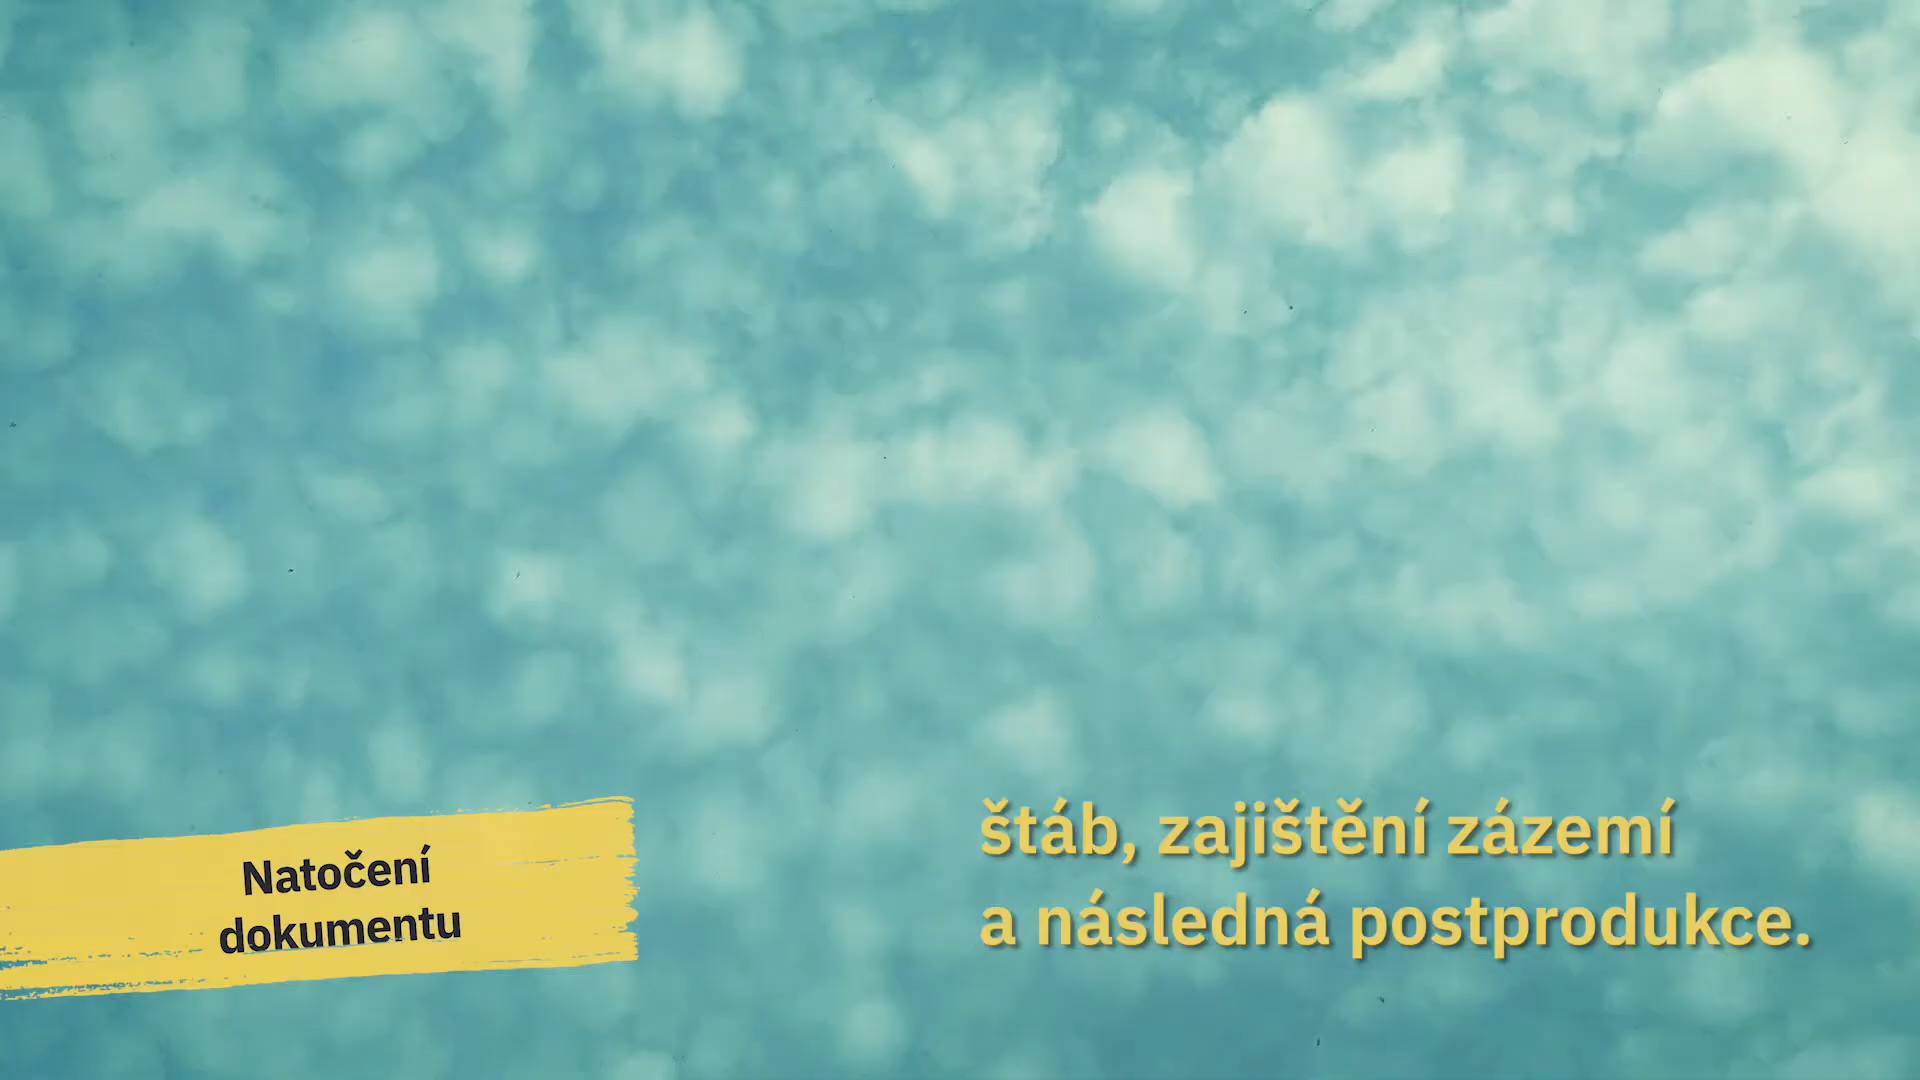 Natočení
dokumentu
štáb, zajištění zázemí
a následná postprodukce.